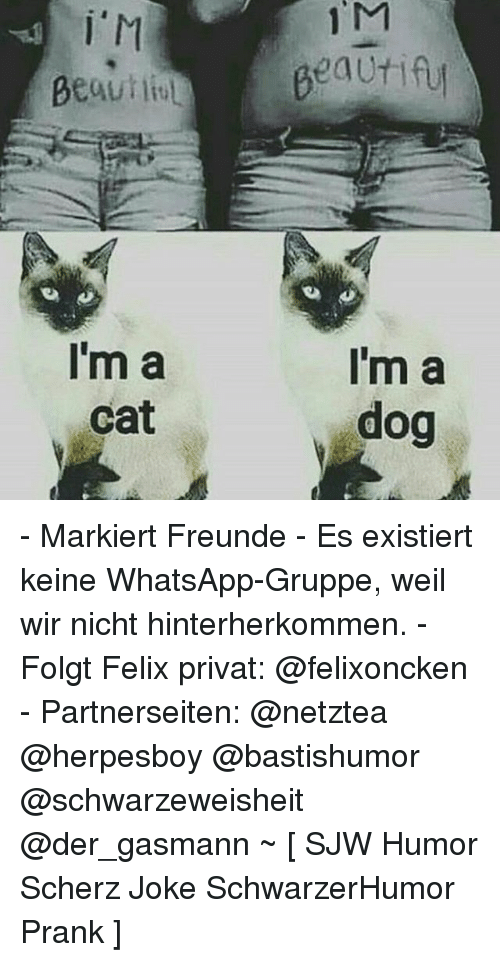 i'M
Beautiful
I'M
Beautiful
I'm a
cat
I'm a
dog
- Markiert Freunde - Es existiert
keine WhatsApp-Gruppe, weil
wir nicht hinterherkommen. -
Folgt Felix privat: @felixoncken
- Partnerseiten: @netztea
@herpesboy @bastishumor
@schwarzeweisheit
@der_gasmann ~ [ SJW Humor
Scherz Joke SchwarzerHumor
Prank ]